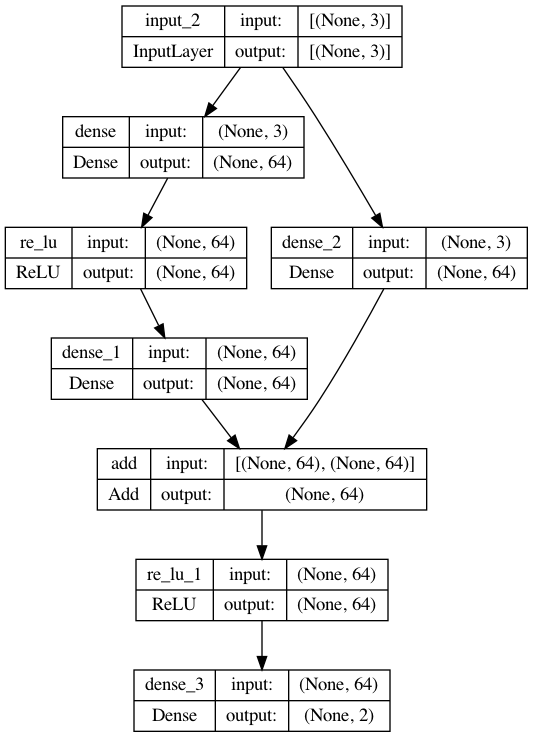 input_2 input: [(None, 3)]
InputLayer output: [(None, 3)]
dense input: (None, 3)
Dense output: (None, 64)
re_lu input: (None, 64)
ReLU output: (None, 64)
dense_2 input: (None, 3)
Dense output: (None, 64)
dense_1 input: (None, 64)
Dense output: (None, 64)
add input: [(None, 64), (None, 64)]
Add output: (None, 64)
re_lu_1 input: (None, 64)
ReLU output: (None, 64)
dense_3 input: (None, 64)
Dense output: (None, 2)